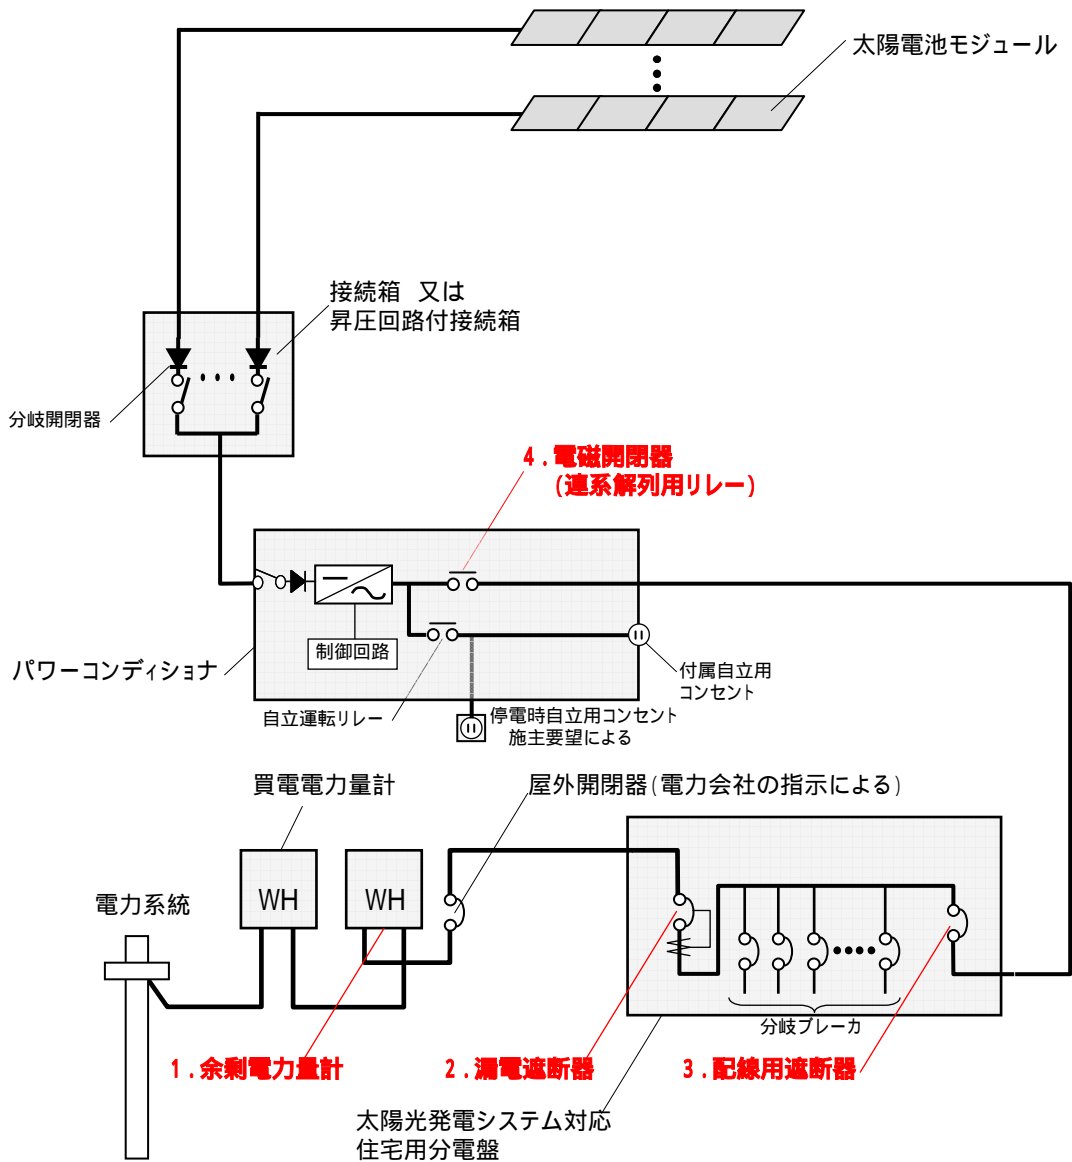 太陽電池モジュール
接続箱　又は
昇圧回路付接続箱
分岐開閉器
4．電磁開閉器
(連系解列用リレー)
制御回路
パワーコンディショナ
付属自立用
コンセント
自立運転リレー
停電時自立用コンセント
施主要望による
買電電力量計
屋外開閉器(電力会社の指示による)
WH
WH
電力系統
分岐ブレーカ
1．余剰電力量計
2．漏電遮断器
3．配線用遮断器
太陽光発電システム対応
住宅用分電盤